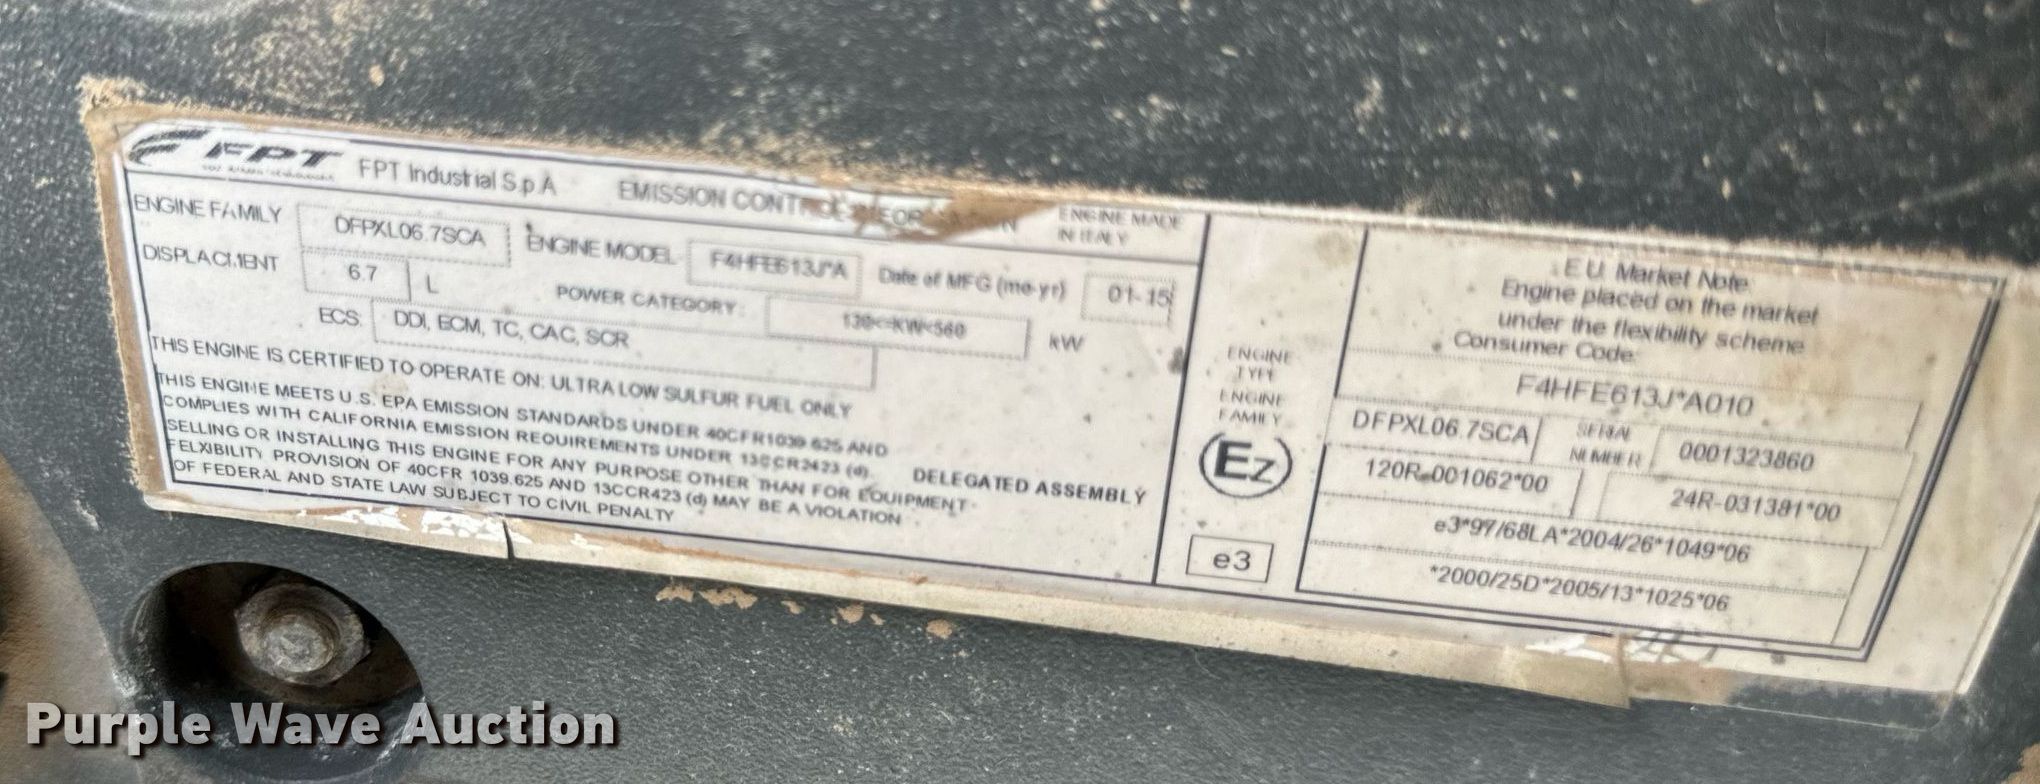 FPT FPT Industrial S.p.A EMISSION CONTR
ENGINE MADE
IN ITALY
ENGINE FAMILY DFPXL06.7SCA ENGINE MODEL F4HFE613J*A Date of MFG (mo-yr) 01-15
DISPLACEMENT 6.7 L POWER CATEGORY: 130<=KW<560 kW
ECS. DDI, ECM, TC, CAC, SCR
THIS ENGINE IS CERTIFIED TO OPERATE ON: ULTRA LOW SULFUR FUEL ONLY
THIS ENGINE MEETS U.S. EPA EMISSION STANDARDS UNDER 40CFR1039.625 AND
COMPLIES WITH CALIFORNIA EMISSION REQUIREMENTS UNDER 13CCR2423 (d).
SELLING OR INSTALLING THIS ENGINE FOR ANY PURPOSE OTHER THAN FOR EQUIPMENT
FELXIBILITY PROVISION OF 40CFR 1039.625 AND 13CCR423 (d) MAY BE A VIOLATION
OF FEDERAL AND STATE LAW SUBJECT TO CIVIL PENALTY
DELEGATED ASSEMBLY
E.U. Market Note:
Engine placed on the market
under the flexibility scheme
Consumer Code:
ENGINE
TYPE
F4HFE613J*A010
ENGINE
FAMILY
DFPXL06.7SCA SERIAL
NUMBER 0001323860
EZ 120R-001062*00 24R-031381*00
e3*97/68LA*2004/26*1049*06
e3 *2000/25D*2005/13*1025*06
Purple Wave Auction